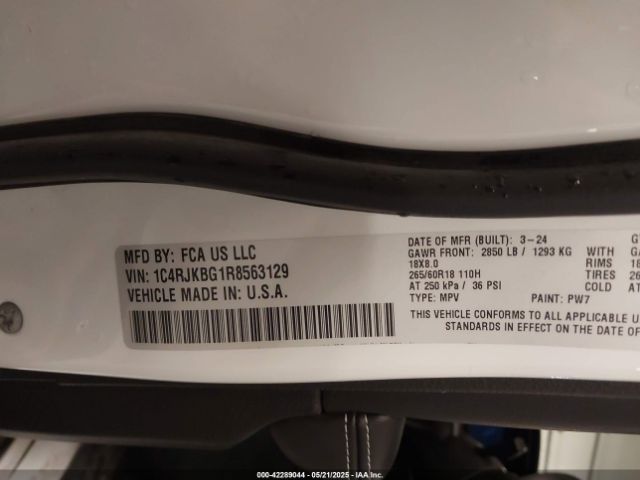 MFD BY: FCA US LLC
VIN: 1C4RJKBG1R8563129
VEHICLE MADE IN: U.S.A.
DATE OF MFR (BUILT): 3-24
GAWR FRONT: 2850 LB / 1293 KG WITH
18X8.0 RIMS 18
265/60R18 110H TIRES 26
AT 250 kPa / 36 PSI AT
TYPE: MPV PAINT: PW7
THIS VEHICLE CONFORMS TO ALL APPLICABLE
STANDARDS IN EFFECT ON THE DATE OF
000-42289044 05/21/2025 IAA Inc.